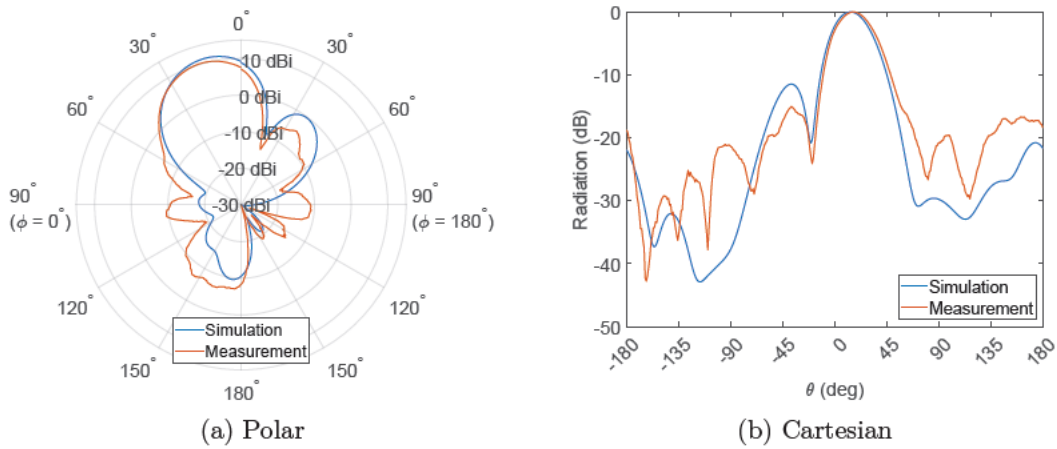 0°
30°
30°
60°
60°
90°
(ϕ = 0°)
90°
(ϕ = 180°)
120°
120°
150°
150°
180°
10 dBi
0 dBi
-10 dBi
-20 dBi
-30 dBi
Simulation
Measurement
(a) Polar
Radiation (dB)
0
-10
-20
-30
-40
-50
-180
-135
-90
-45
0
45
90
135
180
θ (deg)
Simulation
Measurement
(b) Cartesian